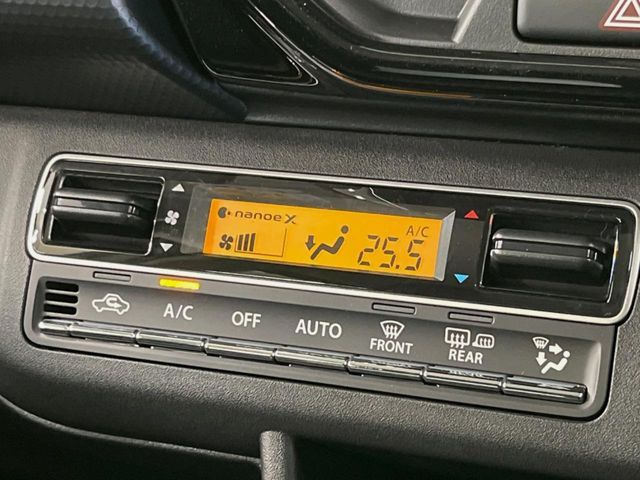 nanoe X
A/C
25.5
A/C
OFF
AUTO
FRONT
REAR